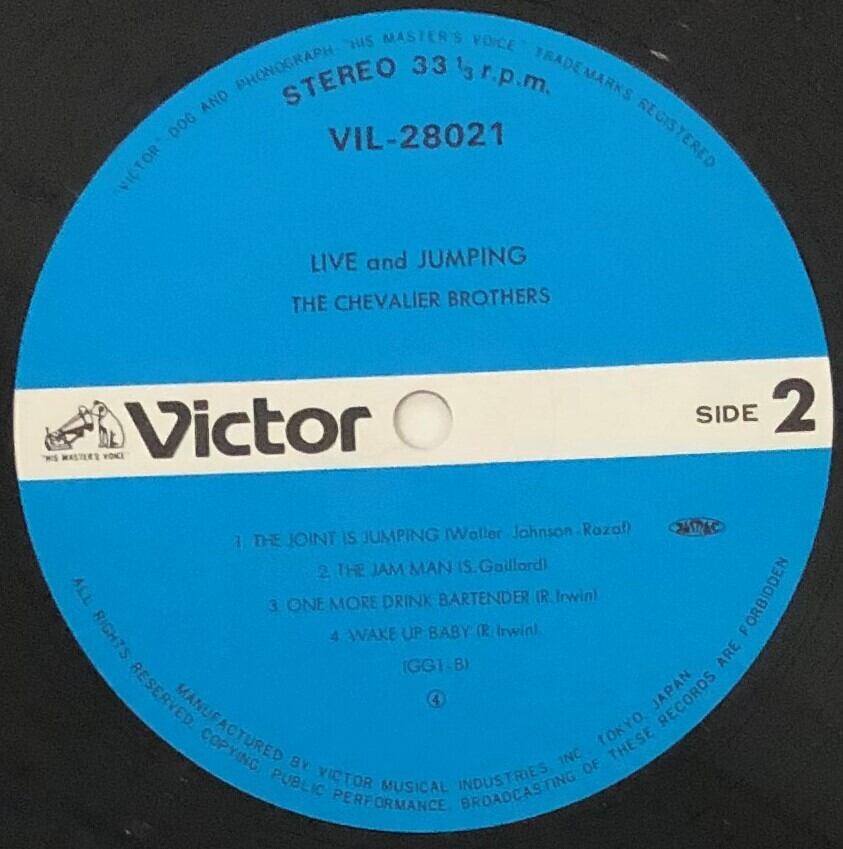 "VICTOR" DOG AND PHONOGRAPH "HIS MASTER'S VOICE" TRADEMARKS REGISTERED
STEREO 33 1/3 r.p.m.
VIL-28021
LIVE and JUMPING
THE CHEVALIER BROTHERS
"HIS MASTER'S VOICE"
Victor
SIDE 2
1. THE JOINT IS JUMPING (Waller-Johnson-Razaf)
2. THE JAM MAN (S. Gaillard)
3. ONE MORE DRINK BARTENDER (R. Irwin)
4. WAKE UP BABY (R. Irwin)
(GG1-B)
④
MANUFACTURED BY VICTOR MUSICAL INDUSTRIES, INC. TOKYO, JAPAN
ALL RIGHTS RESERVED. COPYING, PUBLIC PERFORMANCE, BROADCASTING OF THESE RECORDS ARE FORBIDDEN